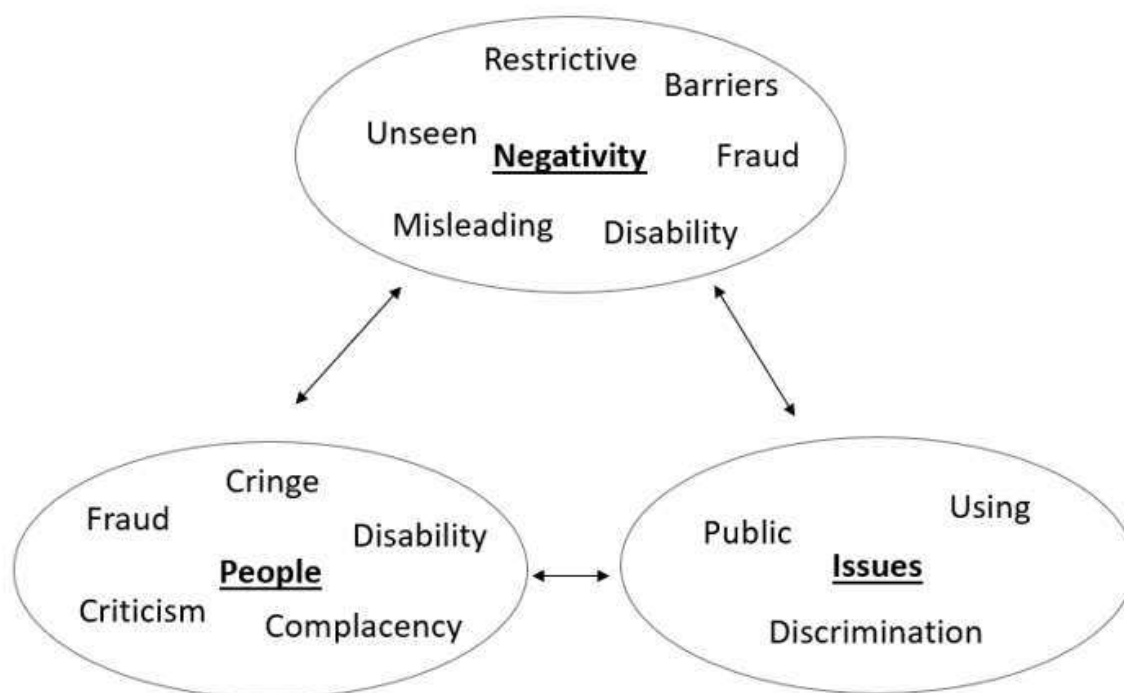 Restrictive
Barriers
Unseen
Negativity
Fraud
Misleading
Disability
Cringe
Fraud
Disability
People
Criticism
Complacency
Using
Public
Issues
Discrimination